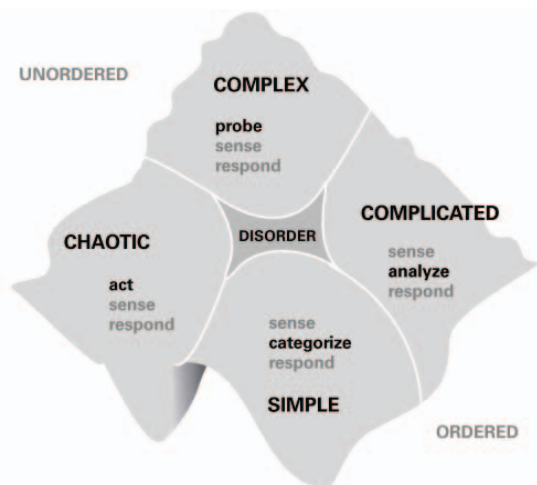 UNORDERED
COMPLEX
probe
sense
respond
COMPLICATED
sense
analyze
respond
CHAOTIC
act
sense
respond
DISORDER
sense
categorize
respond
SIMPLE
ORDERED